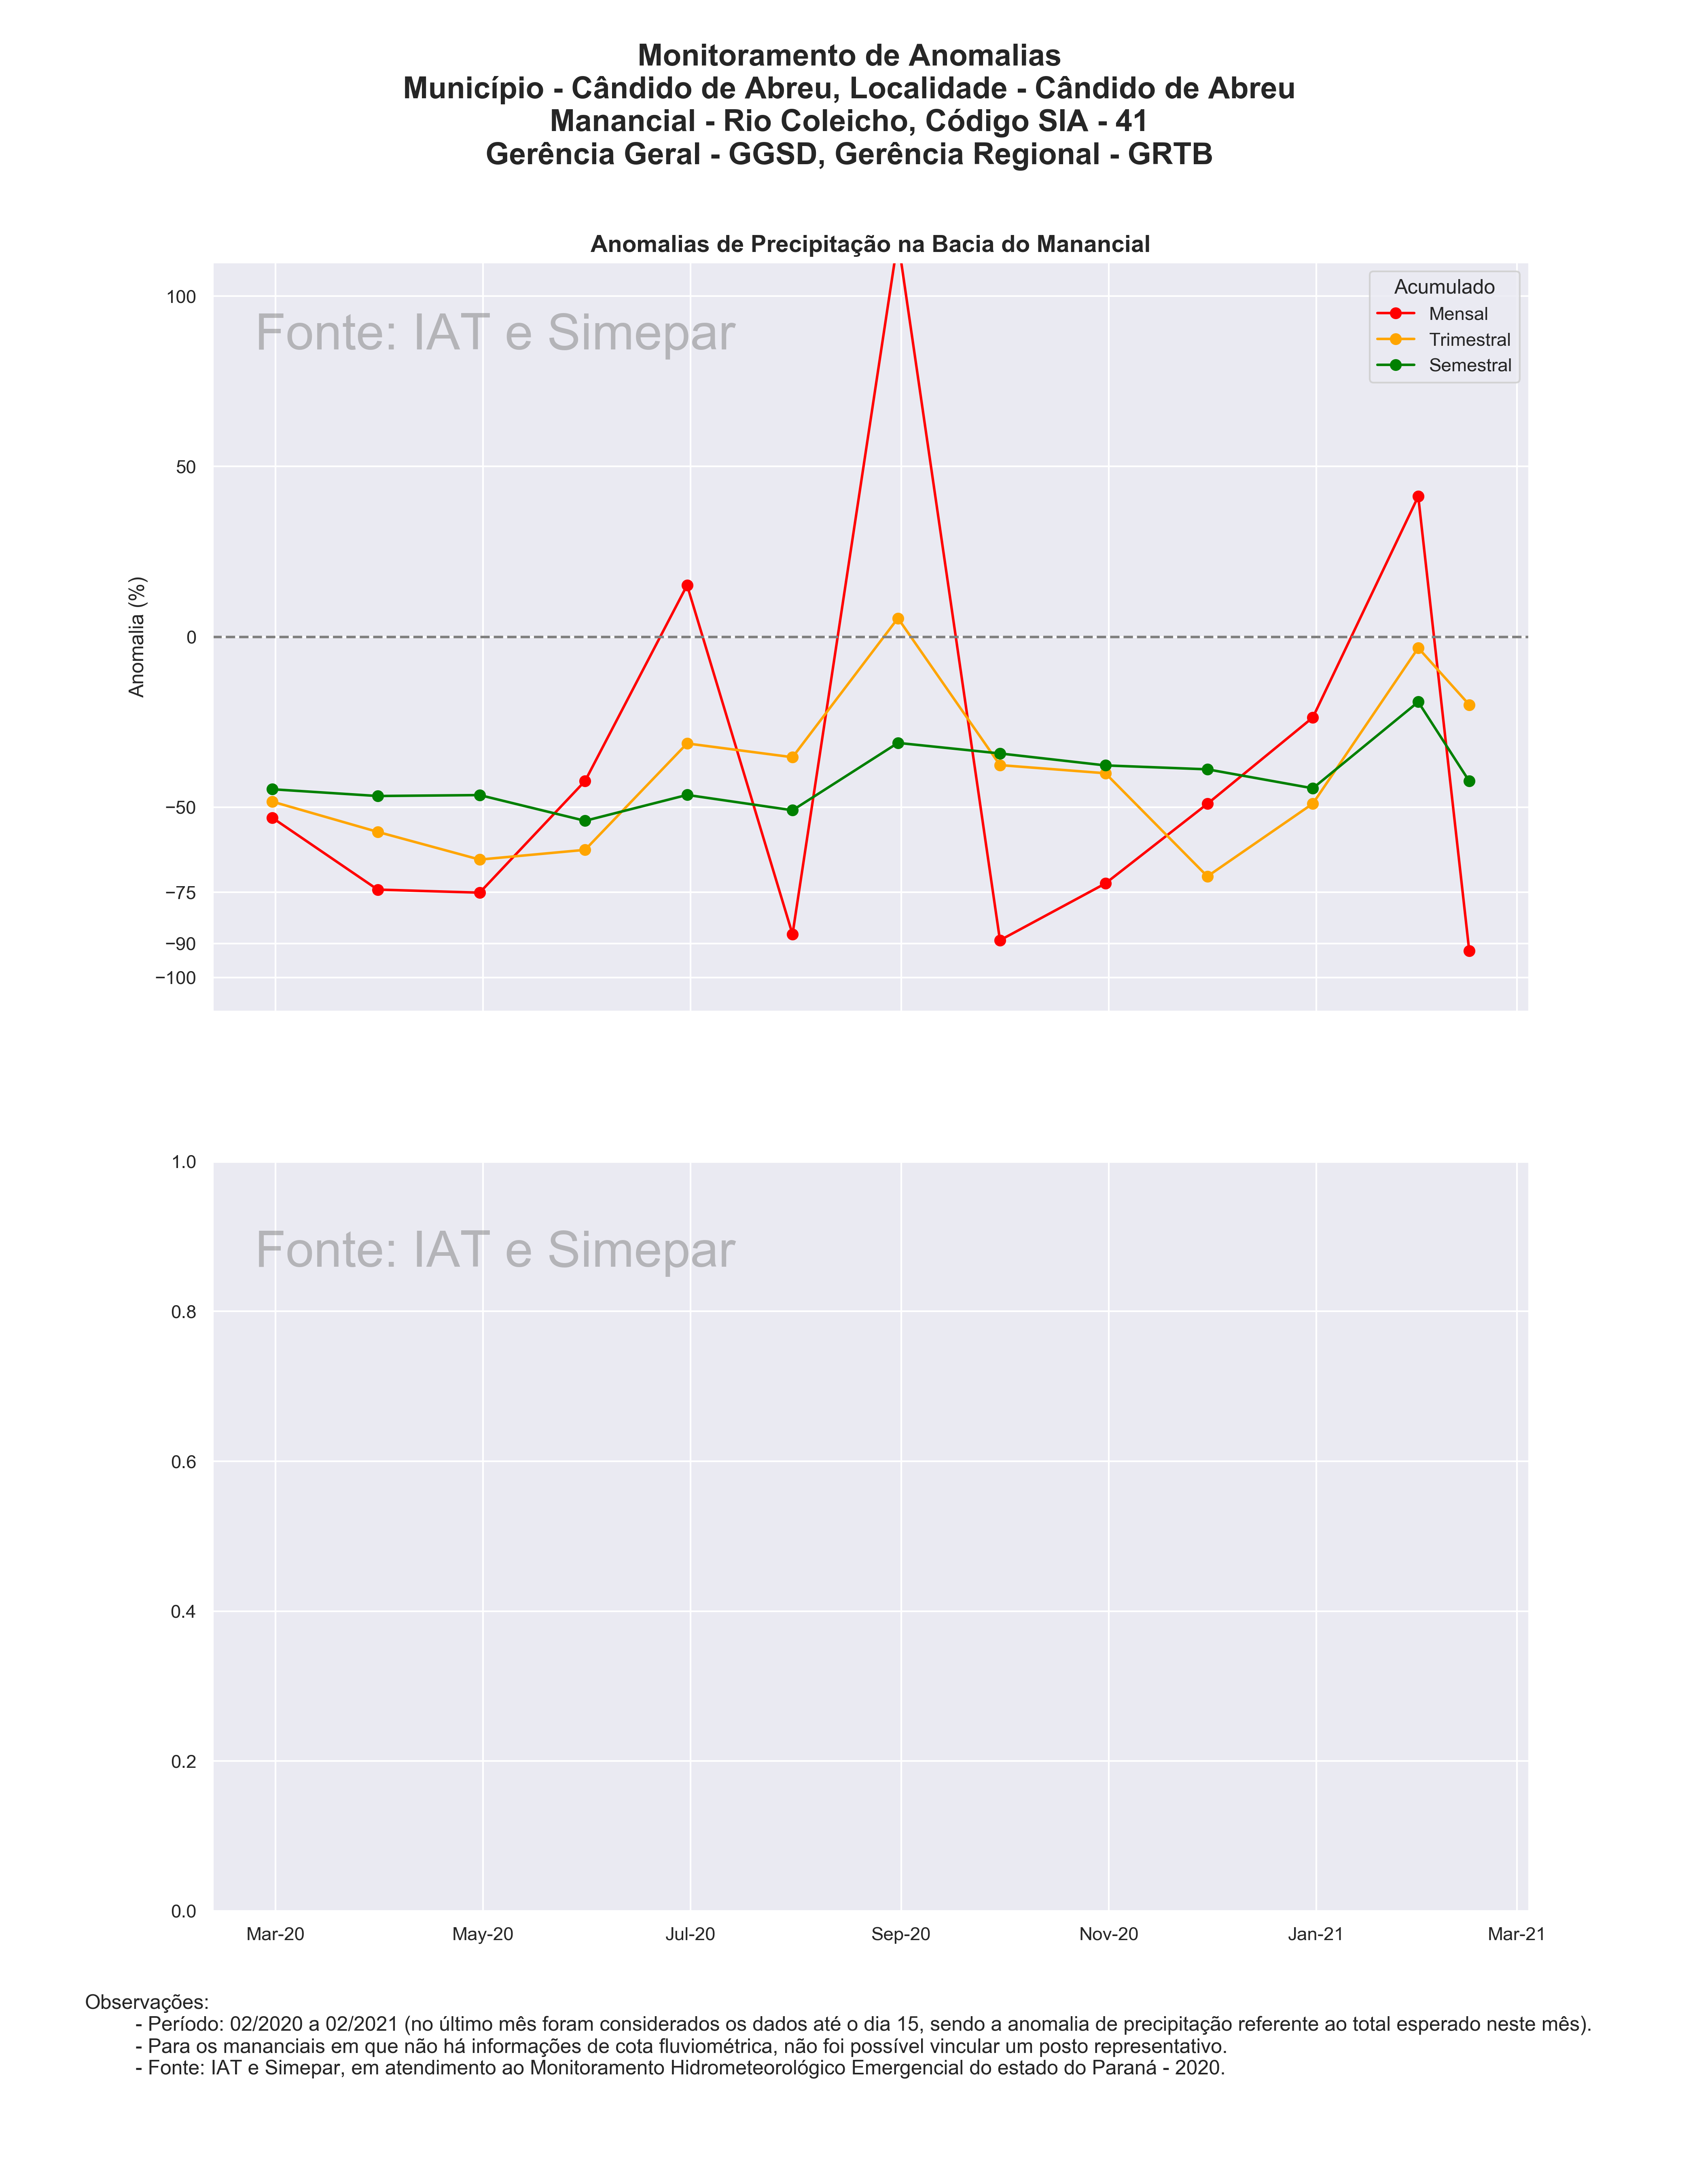 Monitoramento de Anomalias
Município - Cândido de Abreu, Localidade - Cândido de Abreu
Manancial - Rio Coleicho, Código SIA - 41
Gerência Geral - GGSD, Gerência Regional - GRTB
Anomalias de Precipitação na Bacia do Manancial
Fonte: IAT e Simepar
Acumulado
Mensal
Trimestral
Semestral
Anomalia (%)
100
50
0
−50
−75
−90
−100
Fonte: IAT e Simepar
1.0
0.8
0.6
0.4
0.2
0.0
Mar-20 May-20 Jul-20 Sep-20 Nov-20 Jan-21 Mar-21
Observações:
- Período: 02/2020 a 02/2021 (no último mês foram considerados os dados até o dia 15, sendo a anomalia de precipitação referente ao total esperado neste mês).
- Para os mananciais em que não há informações de cota fluviométrica, não foi possível vincular um posto representativo.
- Fonte: IAT e Simepar, em atendimento ao Monitoramento Hidrometeorológico Emergencial do estado do Paraná - 2020.